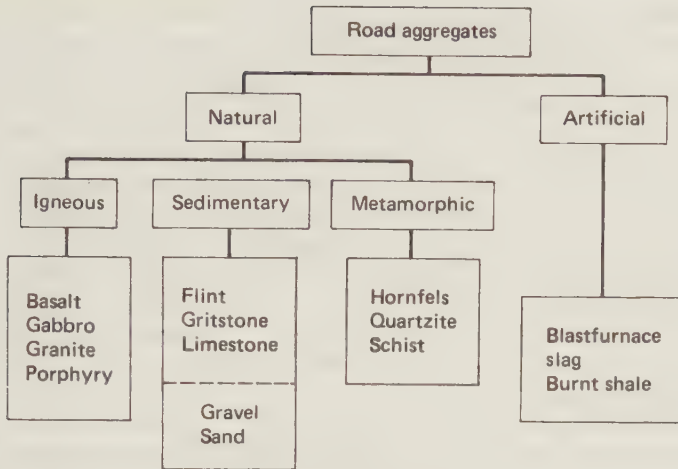 Road aggregates
Natural
Artificial
Igneous
Sedimentary
Metamorphic
Basalt
Gabbro
Granite
Porphyry
Flint
Gritstone
Limestone
Gravel
Sand
Hornfels
Quartzite
Schist
Blastfurnace
slag
Burnt shale